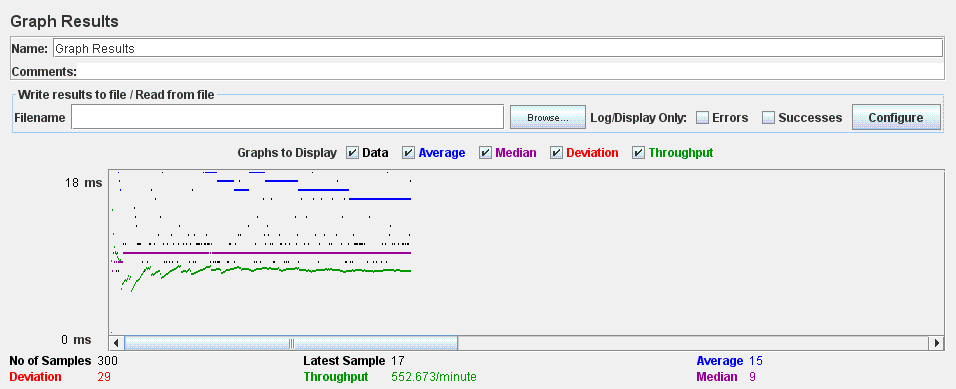 Graph Results
Name: Graph Results
Comments:
Write results to file / Read from file
Filename Browse... Log/Display Only: Errors Successes Configure
Graphs to Display Data Average Median Deviation Throughput
18 ms
0 ms
No of Samples 300 Latest Sample 17 Average 15
Deviation 29 Throughput 552.673/minute Median 9